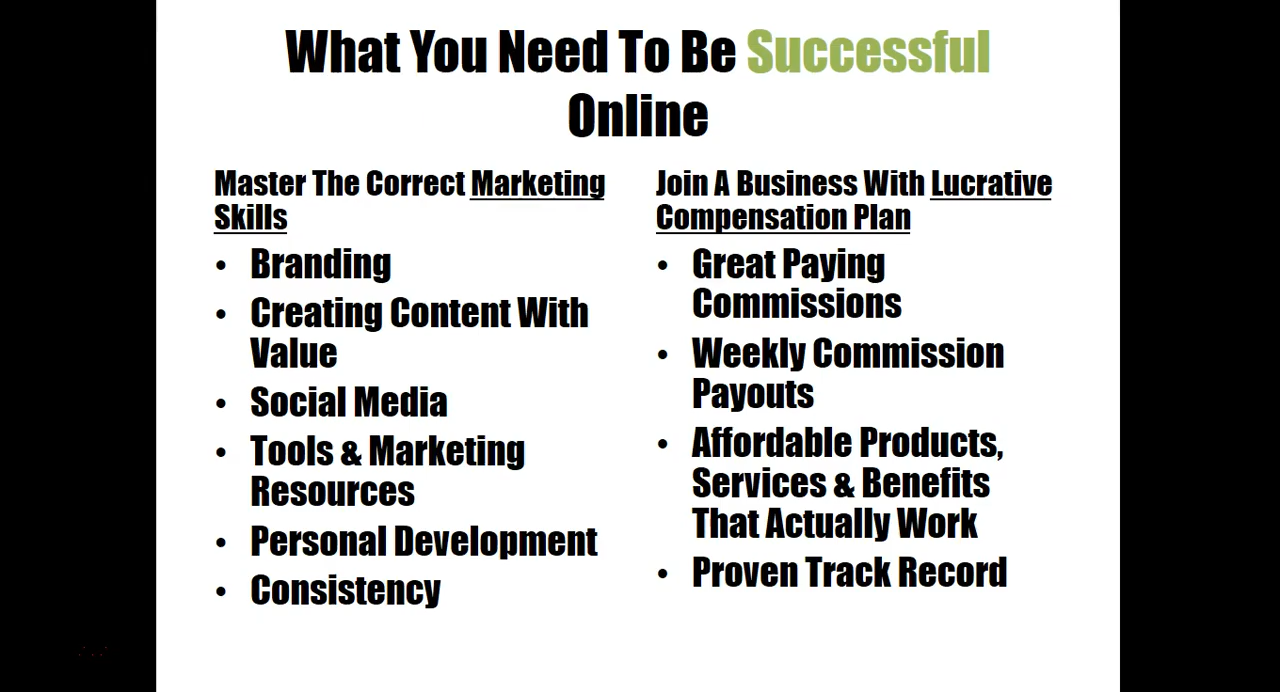 What You Need To Be Successful
Online
Master The Correct Marketing
Skills
• Branding
• Creating Content With
Value
• Social Media
• Tools & Marketing
Resources
• Personal Development
• Consistency
Join A Business With Lucrative
Compensation Plan
• Great Paying
Commissions
• Weekly Commission
Payouts
• Affordable Products,
Services & Benefits
That Actually Work
• Proven Track Record